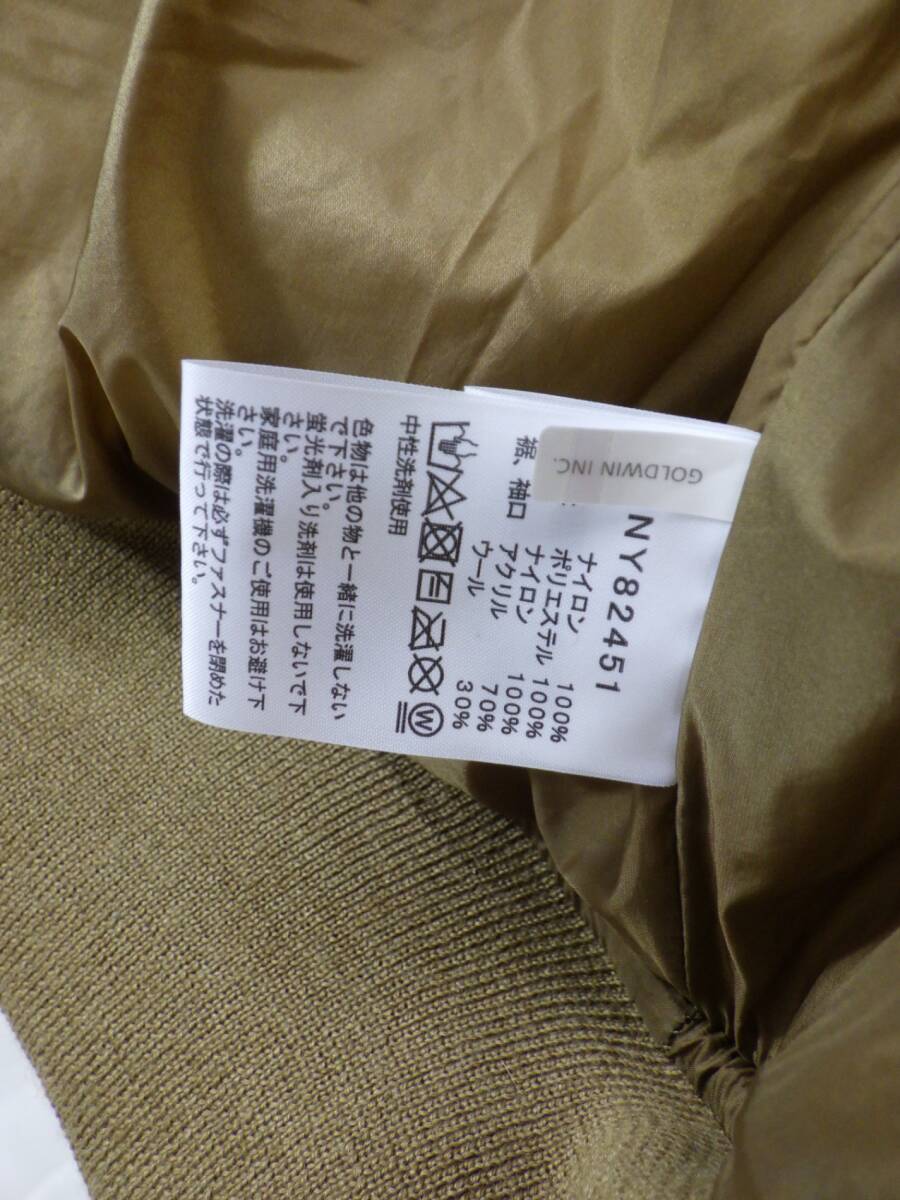 GOLDWIN INC.
NY82451
ナイロン 100%
ポリエステル 100%
ナイロン 100%
裾、袖口 アクリル 70%
ウール 30%
中性洗剤使用
色物は他の物と一緒に洗濯しない
で下さい。
蛍光剤入り洗剤は使用しないで下
さい。
家庭用洗濯機のご使用はお避け下
さい。
洗濯の際は必ずファスナーを閉めた
状態で行って下さい。